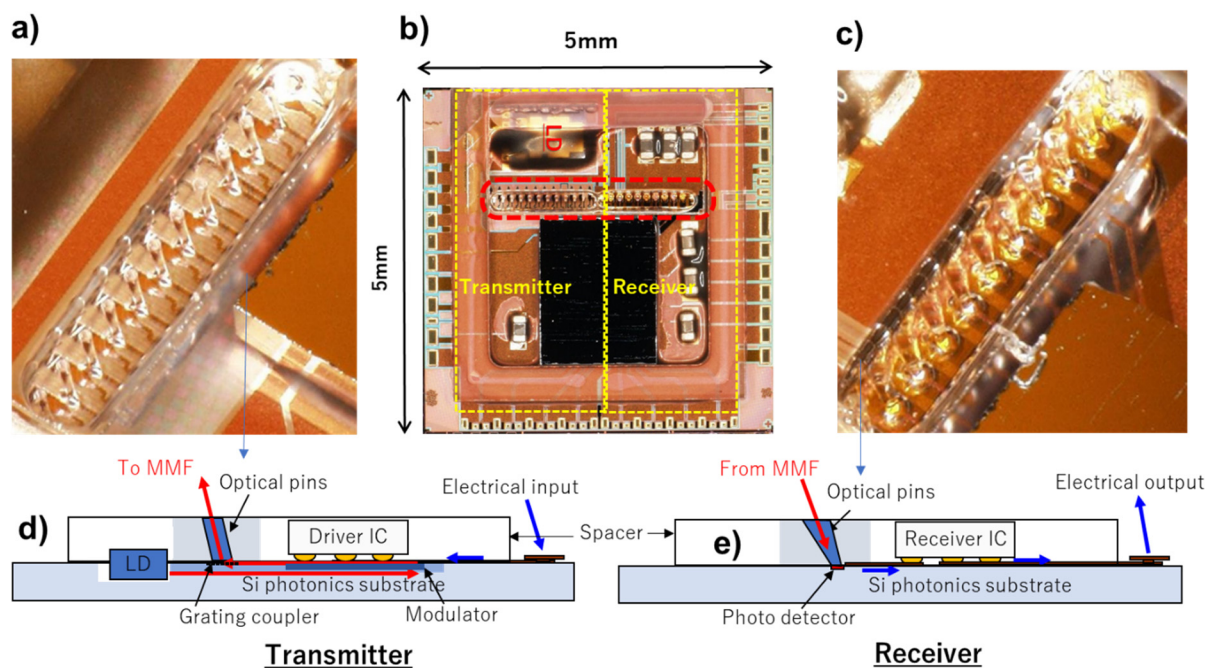 a)
b)
c)
5mm
5mm
LD
Transmitter
Receiver
To MMF
Optical pins
Electrical input
d)
Driver IC
Spacer
LD
Si photonics substrate
Grating coupler
Modulator
Transmitter
From MMF
Optical pins
Electrical output
e)
Receiver IC
Si photonics substrate
Photo detector
Receiver